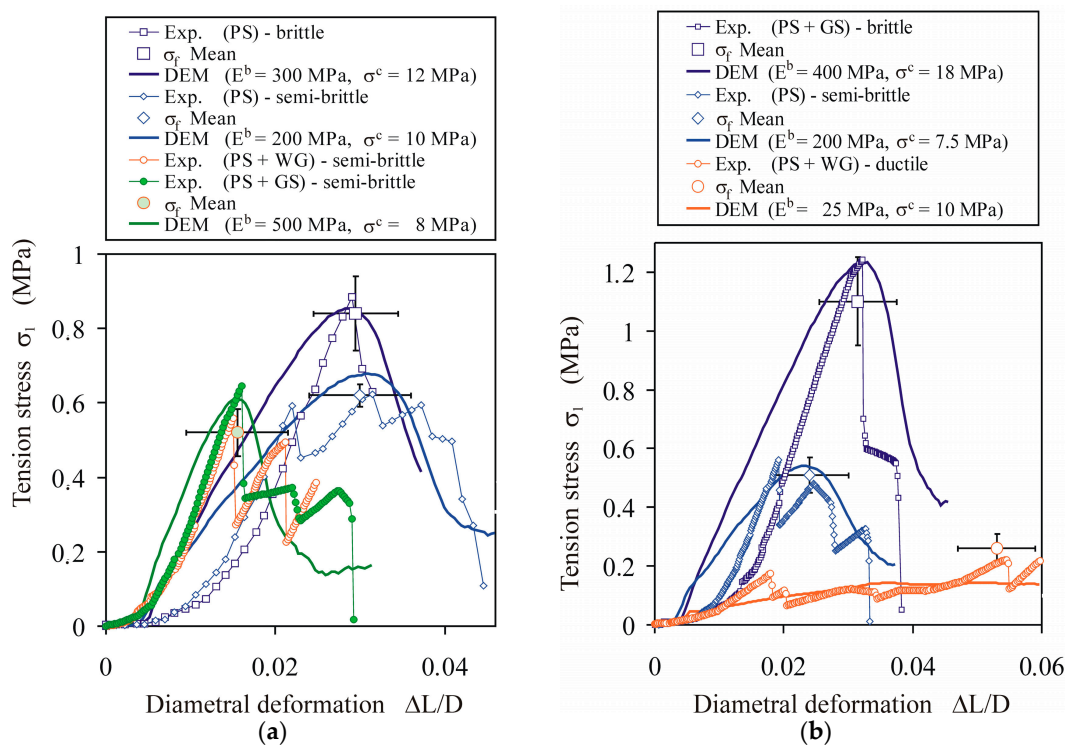 Exp. (PS) - brittle
σf Mean
DEM (Eᵇ = 300 MPa, σᶜ = 12 MPa)
Exp. (PS) - semi-brittle
σf Mean
DEM (Eᵇ = 200 MPa, σᶜ = 10 MPa)
Exp. (PS + WG) - semi-brittle
Exp. (PS + GS) - semi-brittle
σf Mean
DEM (Eᵇ = 500 MPa, σᶜ = 8 MPa)
Tension stress σ₁ (MPa)
1
0.8
0.6
0.4
0.2
0
0 0.02 0.04
Diametral deformation ΔL/D
(a)
Exp. (PS + GS) - brittle
σf Mean
DEM (Eᵇ = 400 MPa, σᶜ = 18 MPa)
Exp. (PS) - semi-brittle
σf Mean
DEM (Eᵇ = 200 MPa, σᶜ = 7.5 MPa)
Exp. (PS + WG) - ductile
σf Mean
DEM (Eᵇ = 25 MPa, σᶜ = 10 MPa)
Tension stress σ₁ (MPa)
1.2
1
0.8
0.6
0.4
0.2
0
0 0.02 0.04 0.06
Diametral deformation ΔL/D
(b)